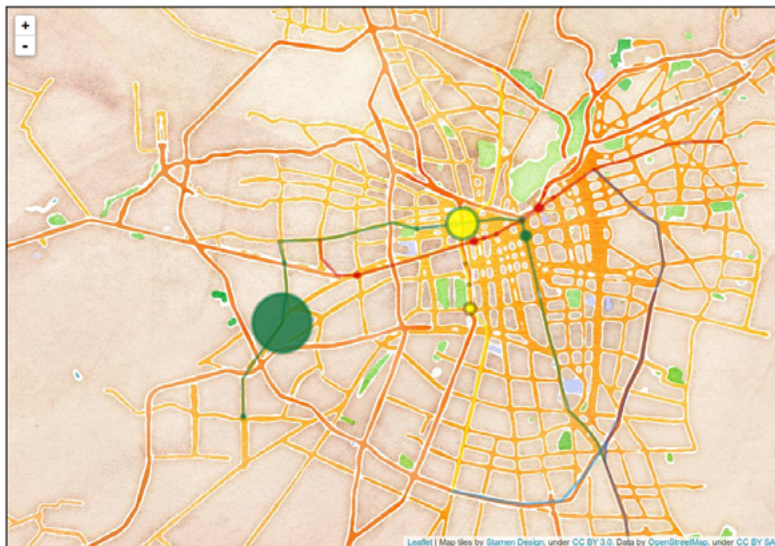 +
-
Leaflet | Map tiles by Stamen Design, under CC BY 3.0. Data by OpenStreetMap, under CC BY SA